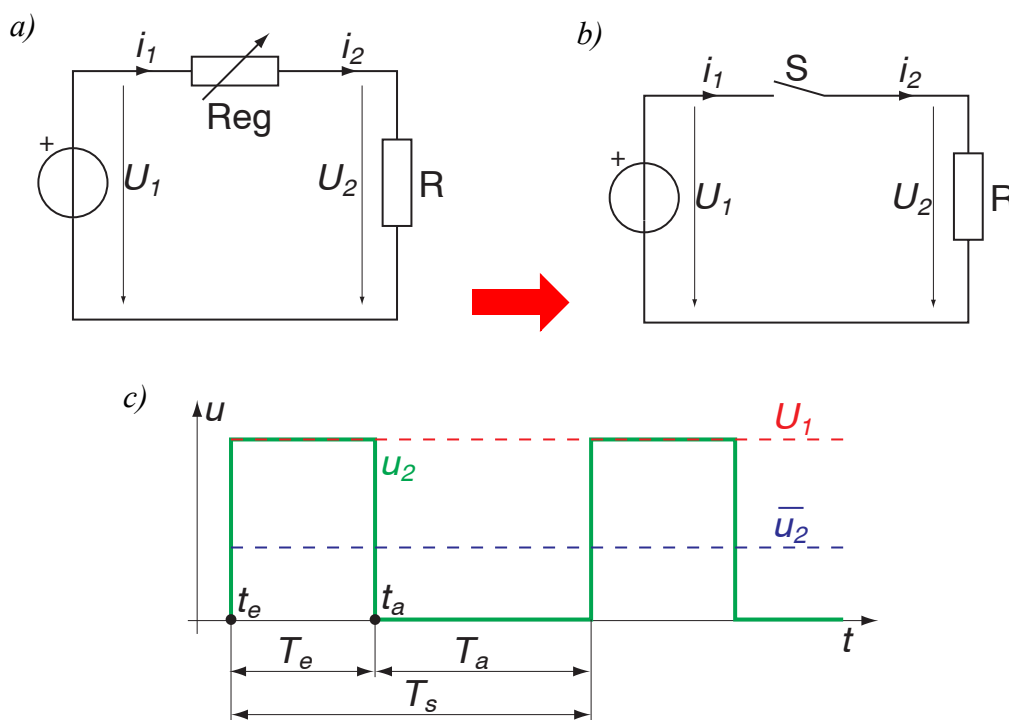 a)
i₁ i₂
Reg
+
U₁ U₂ R
b)
i₁ S i₂
+
U₁ U₂ R
c)
u
U₁
u₂
u₂̅
tₑ tₐ
t
Tₑ Tₐ
Tₛ